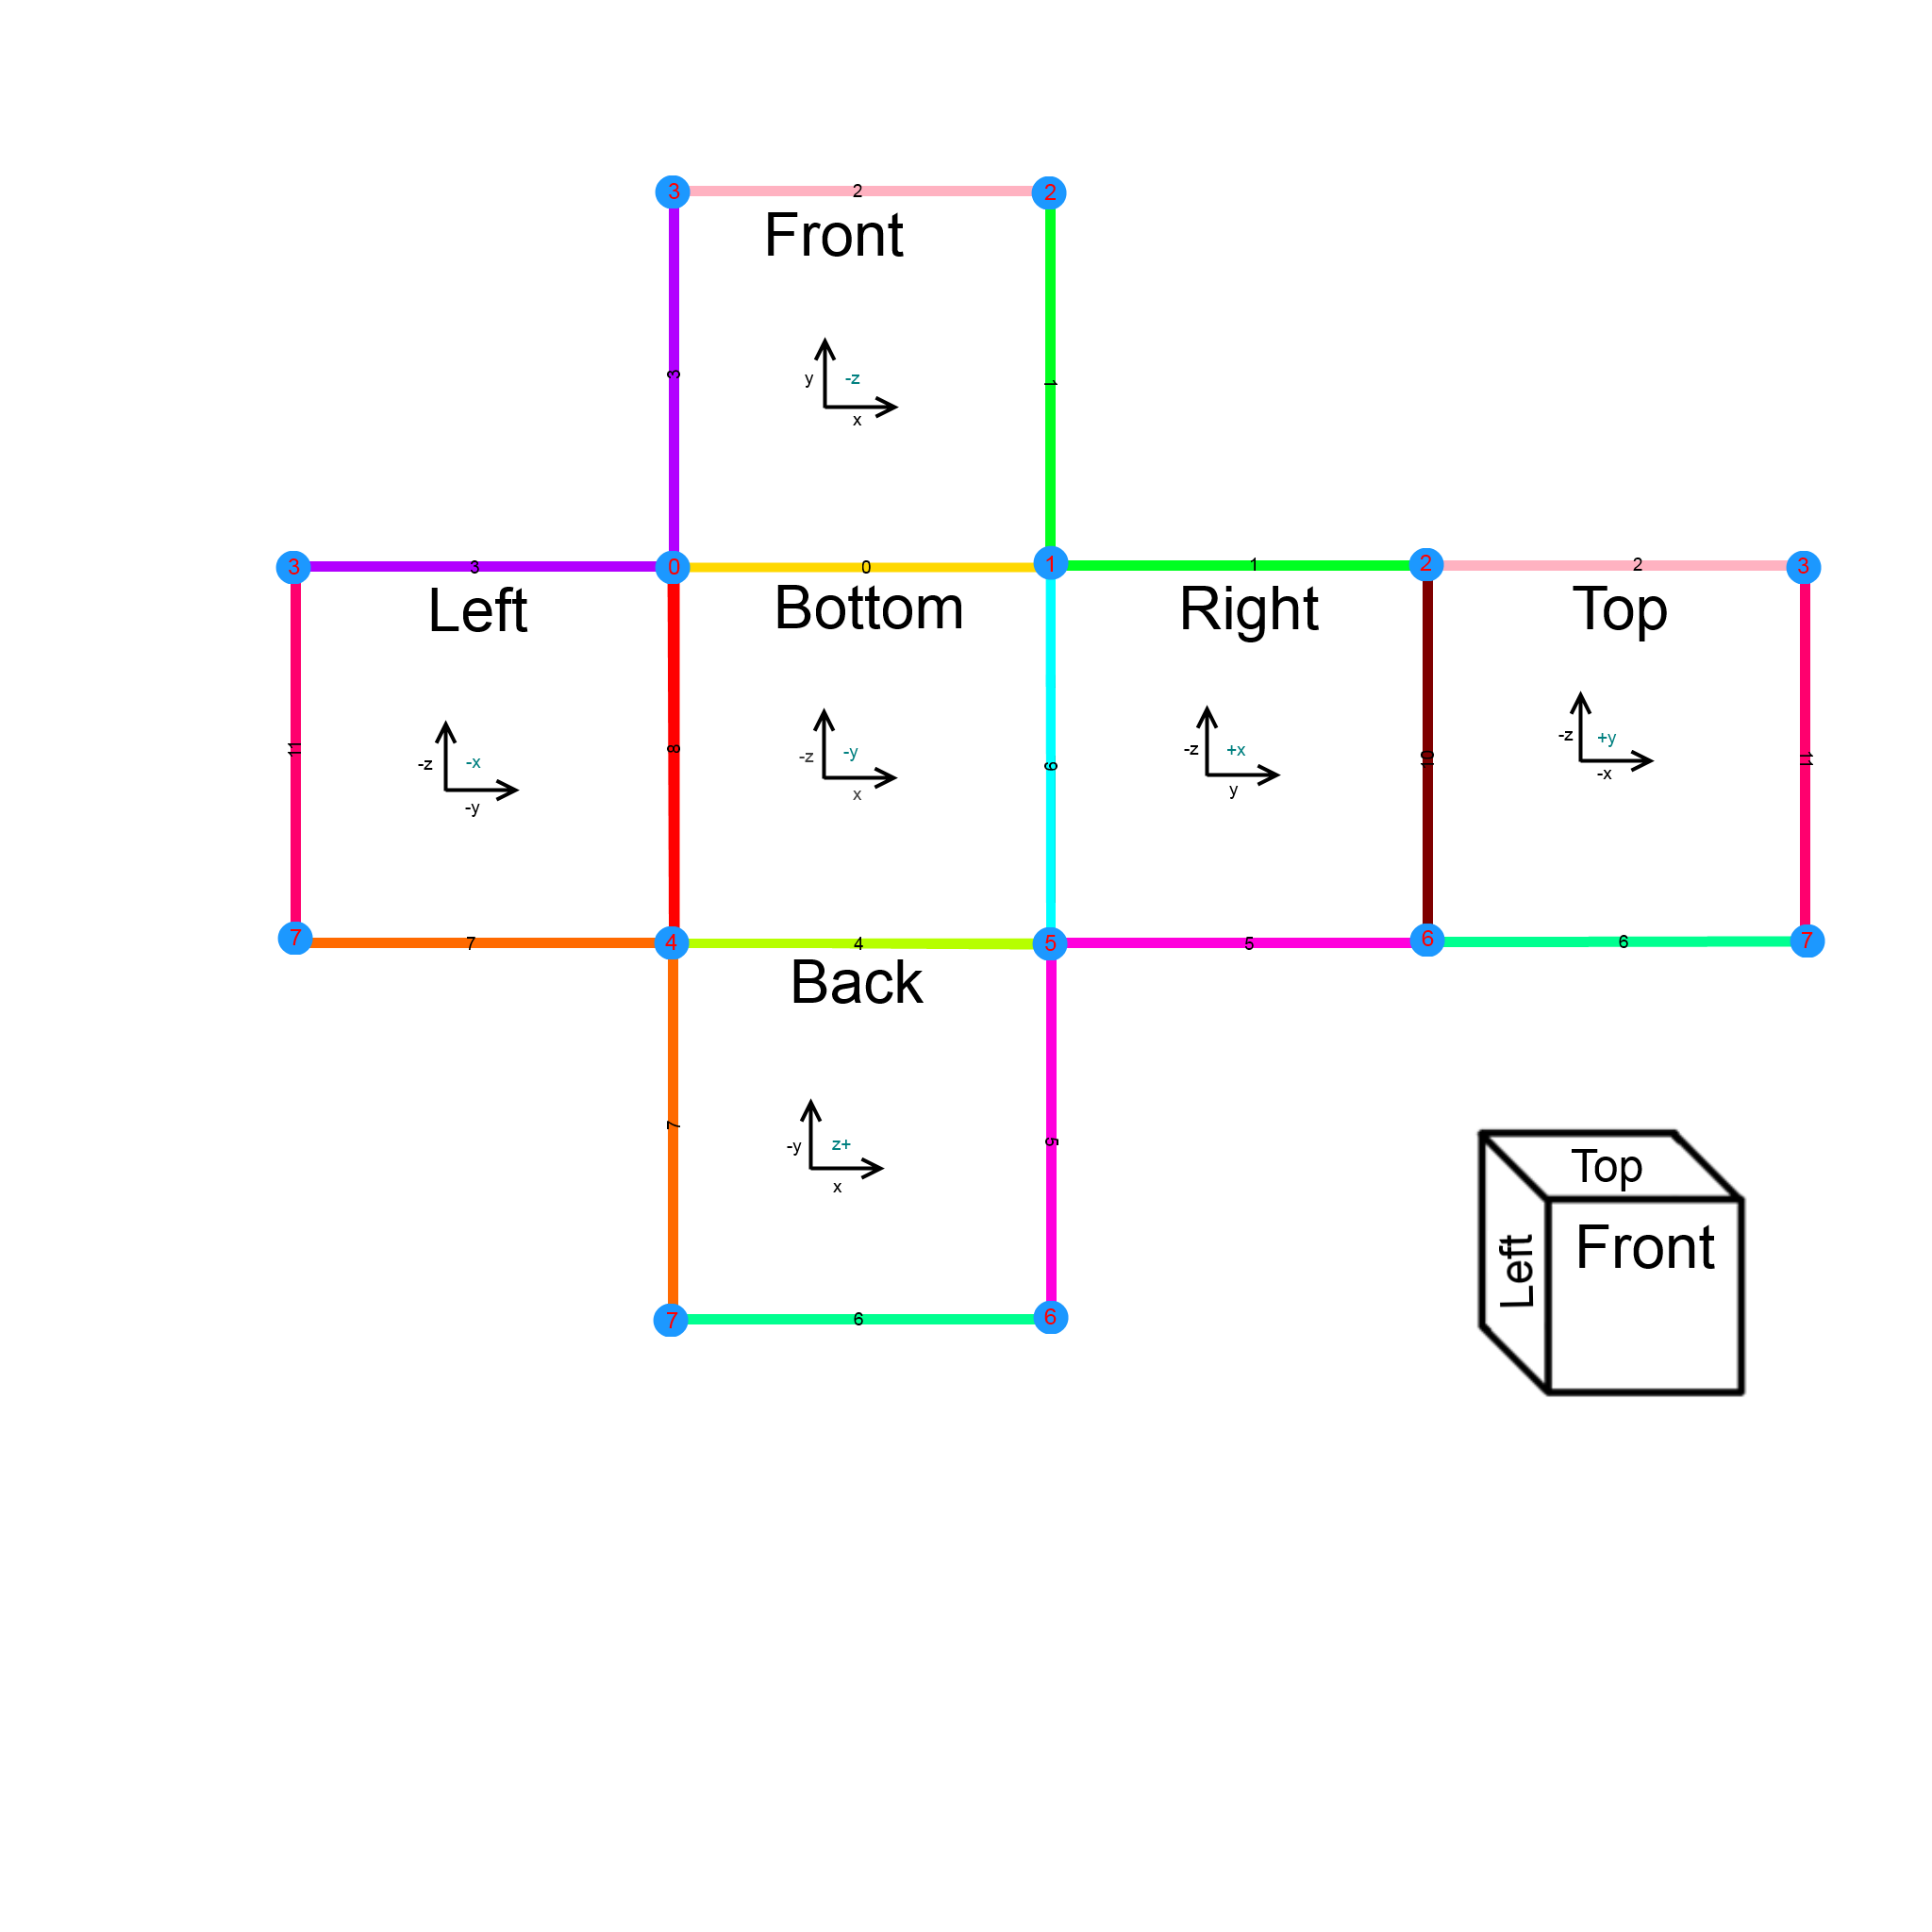 3 2 2
Front
3 1
y -z
x
3 3 0 0 1 1 2 2 3
Left Bottom Right Top
11 8 9 10 11
-z -x
-y
-z -y
x
-z +x
y
-z +y
-x
7 7 4 4 5 5 6 6 7
Back
7 5
-y z+
x
7 6 6
Top
Left
Front